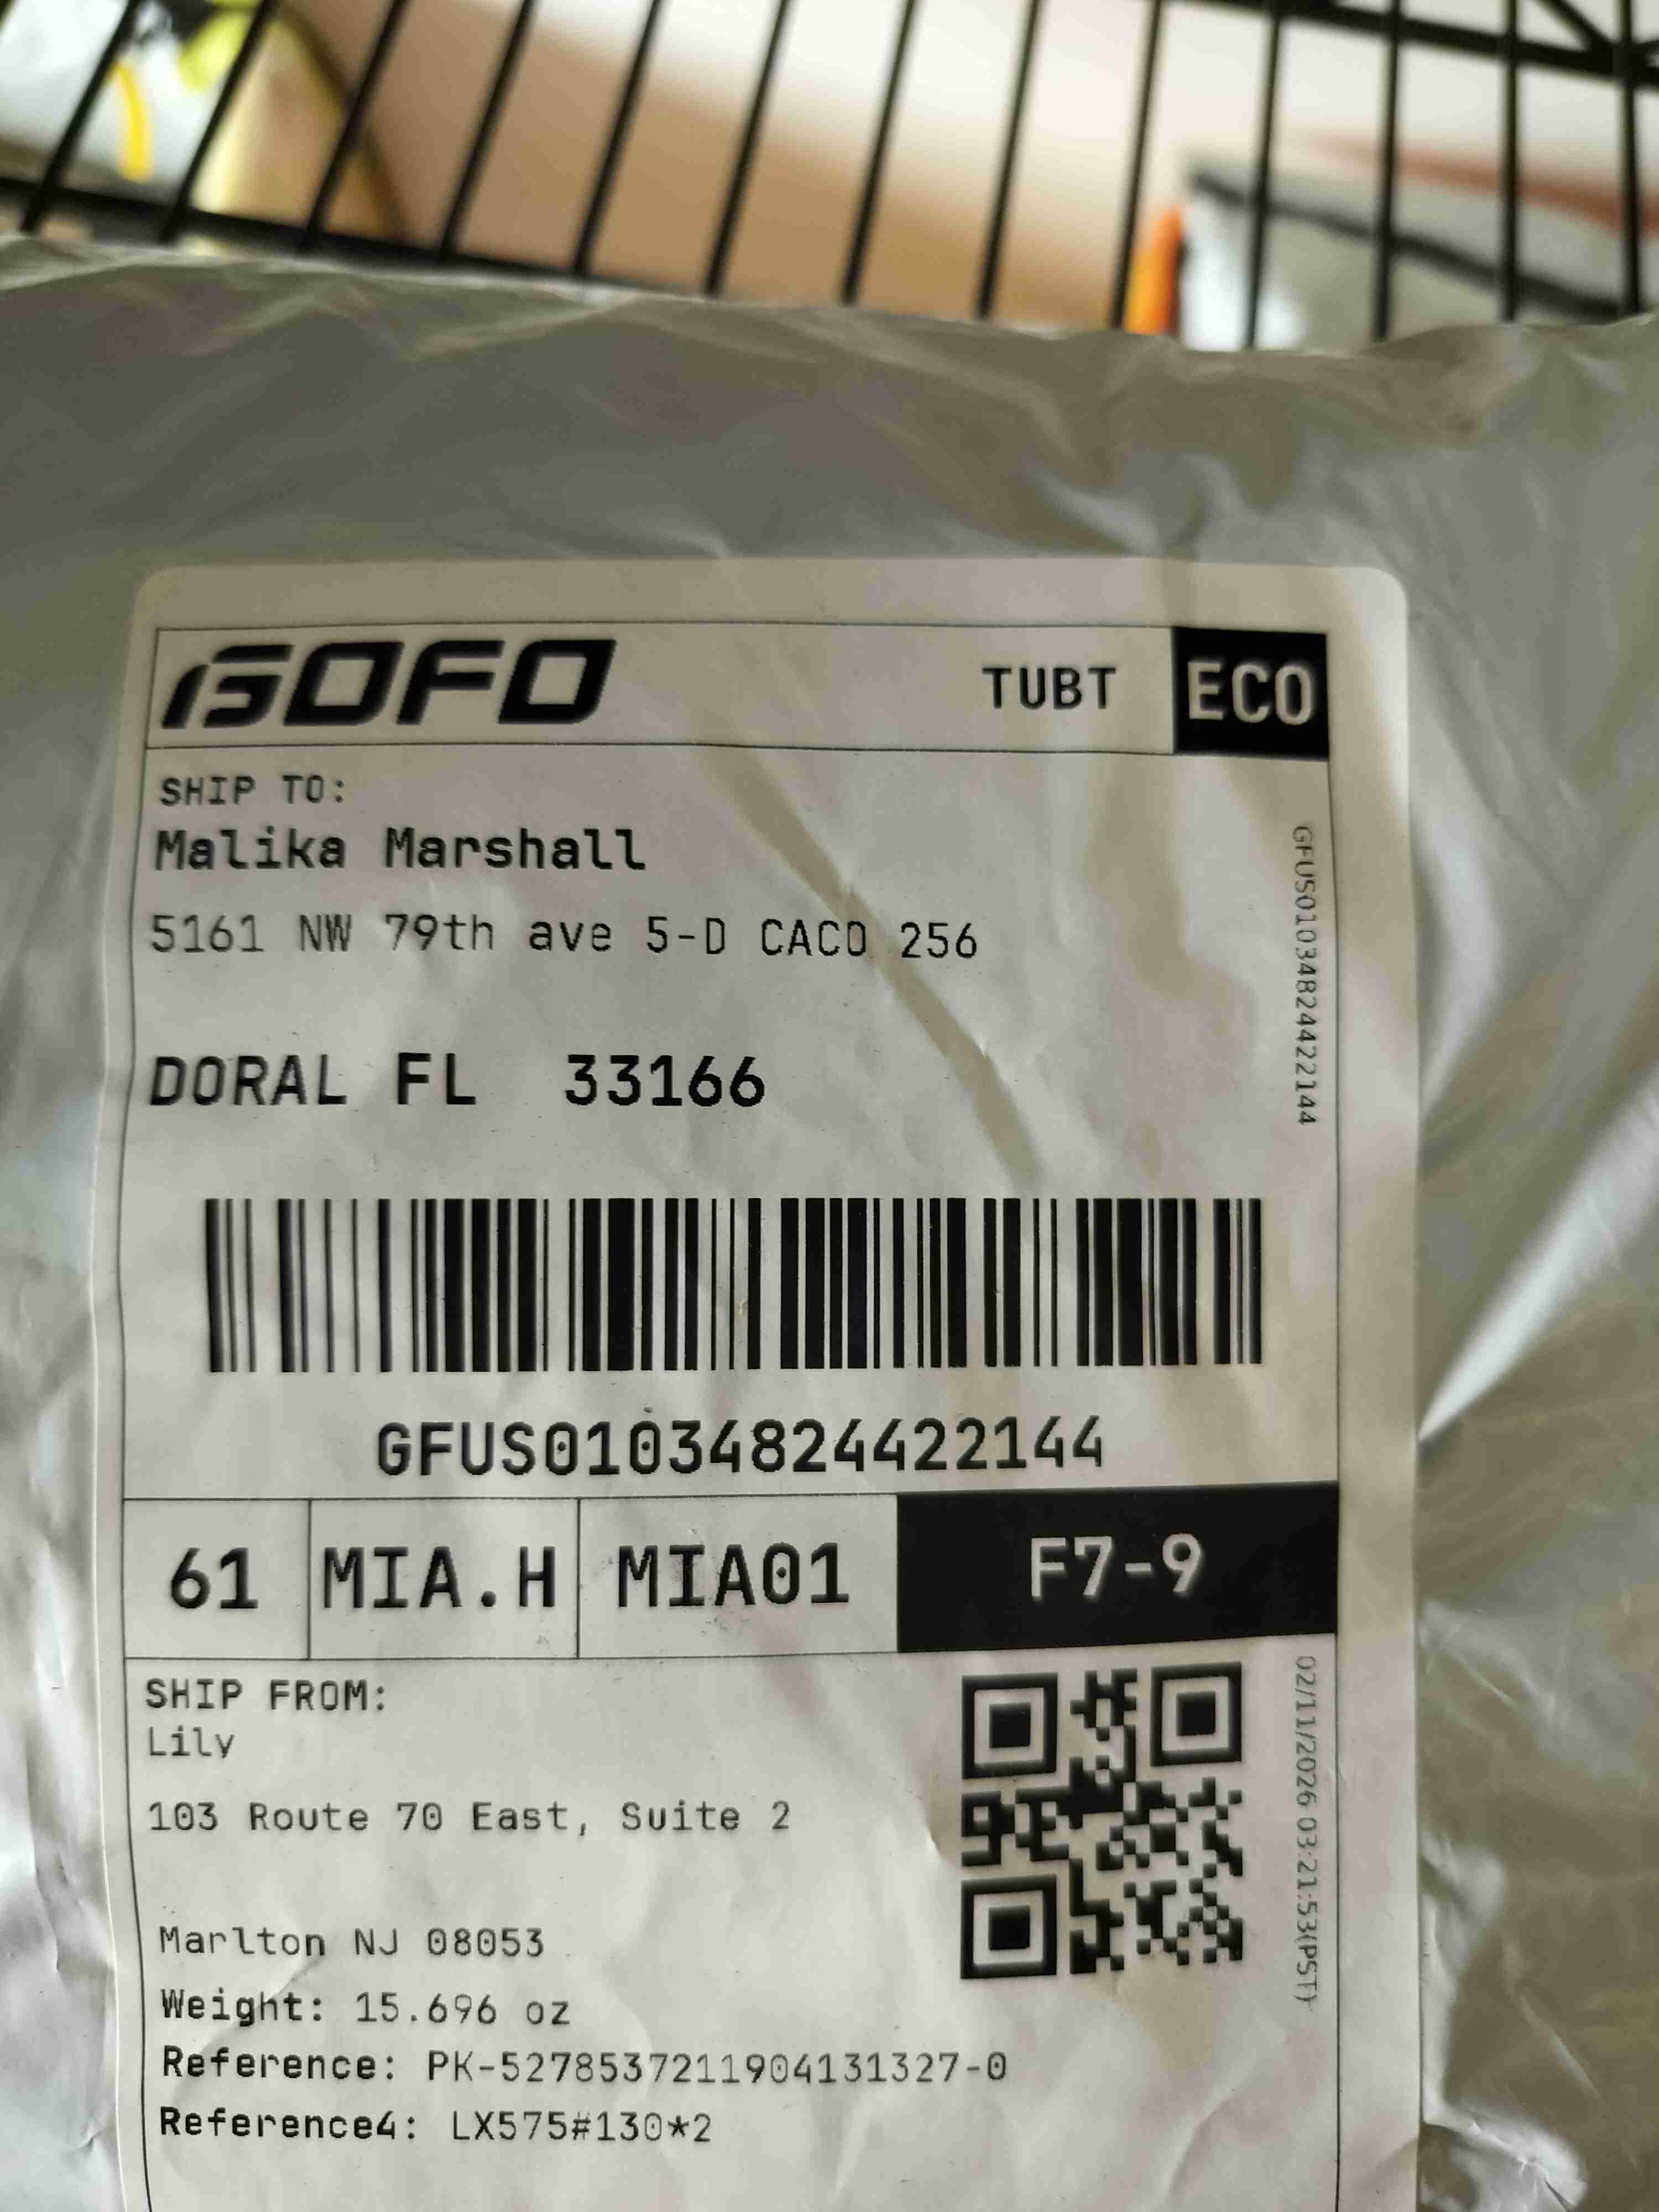 GOFO TUBT ECO
SHIP TO:
Malika Marshall
5161 NW 79th ave 5-D CACO 256
DORAL FL 33166
GFUS01034824422144
GFUS01034824422144
61 MIA.H MIA01 F7-9
SHIP FROM:
Lily
103 Route 70 East, Suite 2
Marlton NJ 08053
Weight: 15.696 oz
Reference: PK-5278537211904131327-0
Reference4: LX575#130*2
02/11/2026 03:21:53(PST)